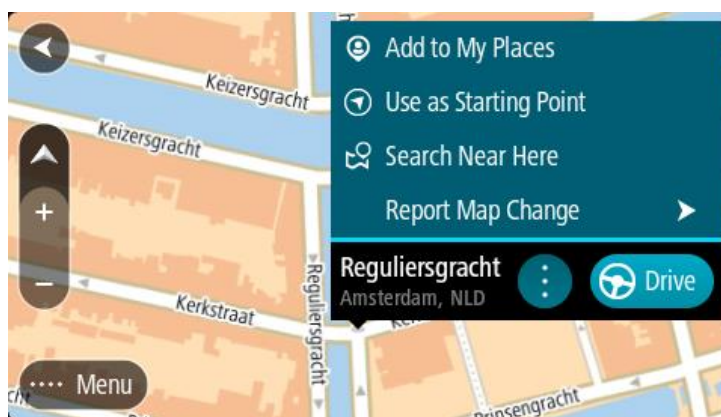 Add to My Places
Use as Starting Point
Search Near Here
Report Map Change
Reguliersgracht
Amsterdam, NLD
Drive
Keizersgracht
Keizersgracht
Reguliersgracht
Kerkstraat
Prinsengracht
Menu